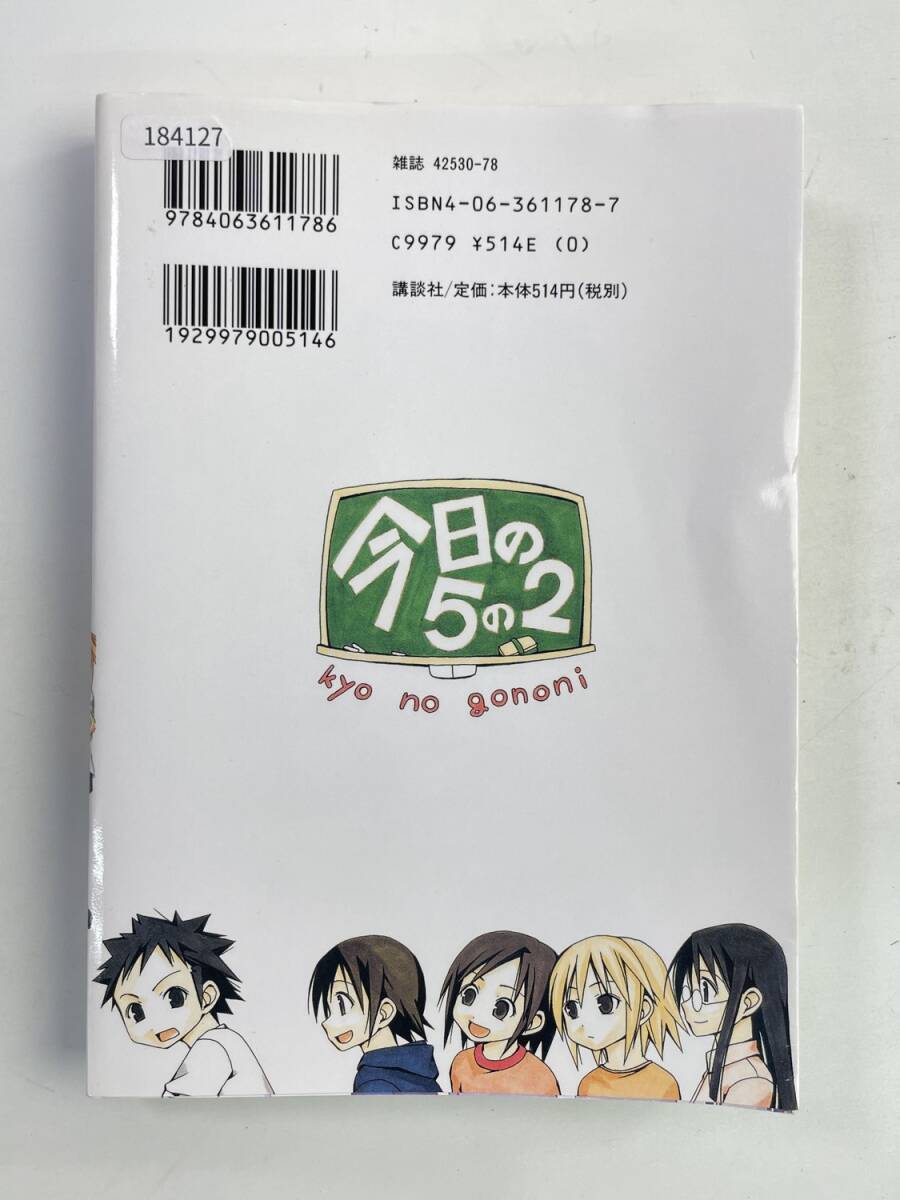 184127
9784063611786
1929979005146
雑誌 42530-78
ISBN4-06-361178-7
C9979 ¥514E (0)
講談社/定価:本体514円(税別)
今日の
5の2
kyo no gononi